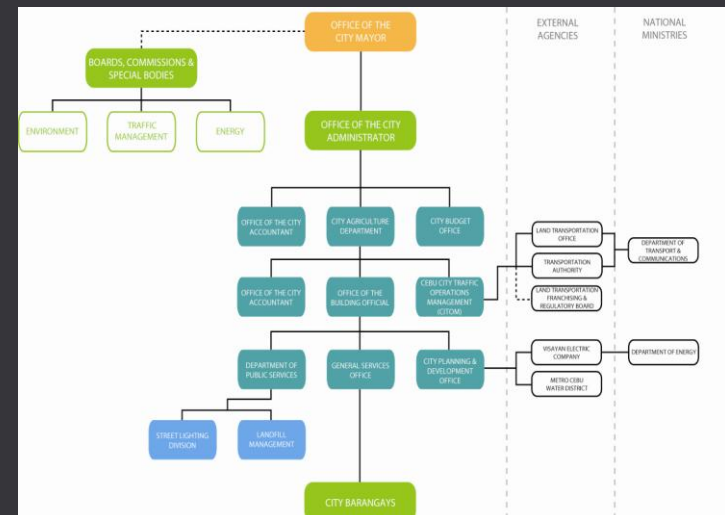 OFFICE OF THE
CITY MAYOR
EXTERNAL
AGENCIES
NATIONAL
MINISTRIES
BOARDS, COMMISSIONS &
SPECIAL BODIES
ENVIRONMENT
TRAFFIC
MANAGEMENT
ENERGY
OFFICE OF THE CITY
ADMINISTRATOR
OFFICE OF THE CITY
ACCOUNTANT
CITY AGRICULTURE
DEPARTMENT
CITY BUDGET
OFFICE
LAND TRANSPORTATION
OFFICE
DEPARTMENT OF
TRANSPORT &
COMMUNICATIONS
TRANSPORTATION
AUTHORITY
OFFICE OF THE CITY
ACCOUNTANT
OFFICE OF THE
BUILDING OFFICIAL
CEBU CITY TRAFFIC
OPERATIONS
MANAGEMENT
(CITOM)
LAND TRANSPORTATION
FRANCHISING &
REGULATORY BOARD
DEPARTMENT OF
PUBLIC SERVICES
GENERAL SERVICES
OFFICE
CITY PLANNING &
DEVELOPMENT
OFFICE
VISAYAN ELECTRIC
COMPANY
DEPARTMENT OF ENERGY
METRO CEBU
WATER DISTRICT
STREET LIGHTING
DIVISION
LANDFILL
MANAGEMENT
CITY BARANGAYS